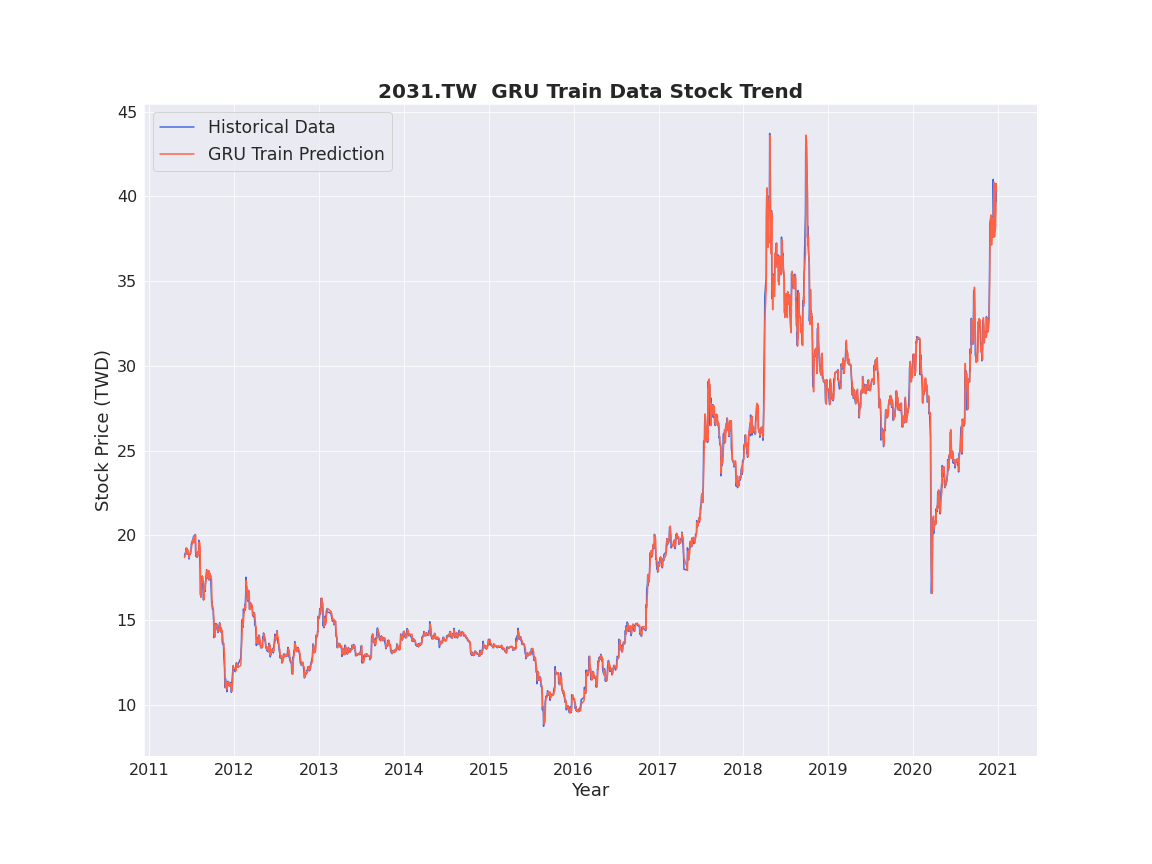 2031.TW  GRU Train Data Stock Trend
Historical Data
GRU Train Prediction
Stock Price (TWD)
45
40
35
30
25
20
15
10
2011 2012 2013 2014 2015 2016 2017 2018 2019 2020 2021
Year